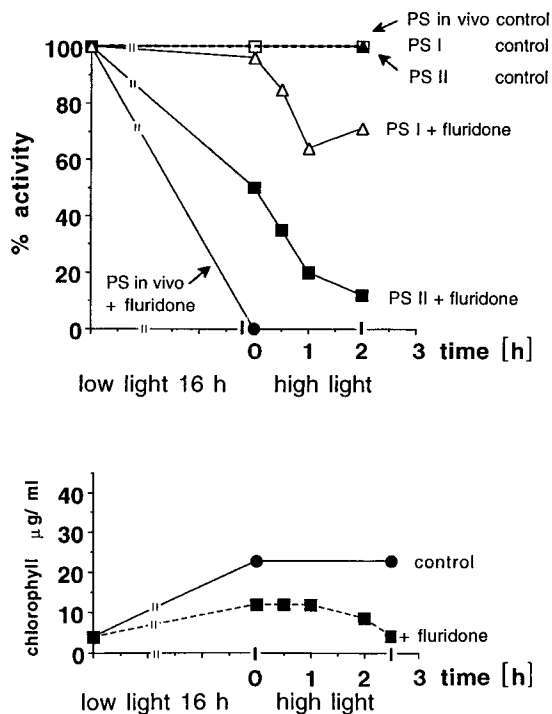 PS in vivo control
PS I control
PS II control
100
80
60
40
20
0
% activity
PS I + fluridone
PS II + fluridone
PS in vivo
+ fluridone
0 1 2 3 time [h]
low light 16 h high light
40
30
20
10
0
chlorophyll µg/ ml
control
+ fluridone
0 1 2 3 time [h]
low light 16 h high light